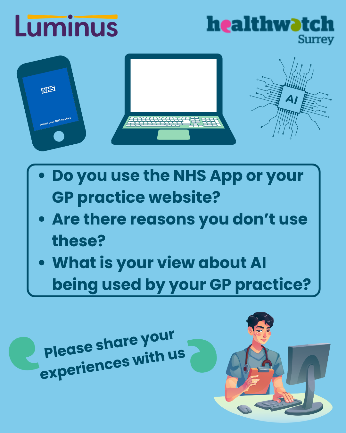 Luminus
healthwatch
Surrey
NHS
AI
• Do you use the NHS App or your
GP practice website?
• Are there reasons you don't use
these?
• What is your view about AI
being used by your GP practice?
Please share your
experiences with us